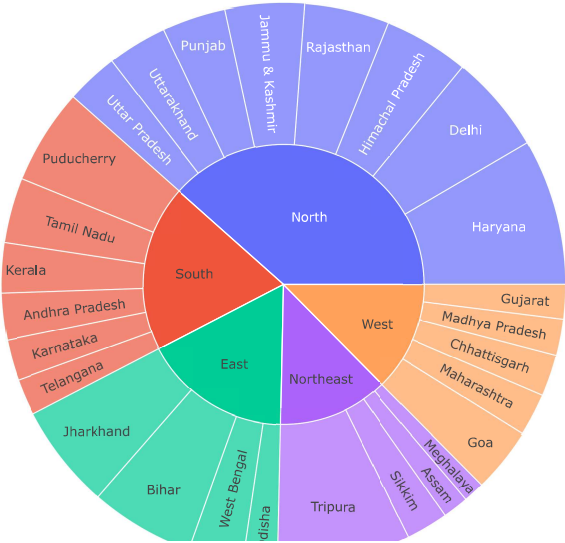 Punjab
Jammu & Kashmir
Rajasthan
Himachal Pradesh
Uttarakhand
Uttar Pradesh
Delhi
Haryana
North
Puducherry
Tamil Nadu
Kerala
Andhra Pradesh
Karnataka
Telangana
South
West
Gujarat
Madhya Pradesh
Chhattisgarh
Maharashtra
Goa
East
Northeast
Jharkhand
Bihar
West Bengal
disha
Tripura
Sikkim
Assam
Meghalaya